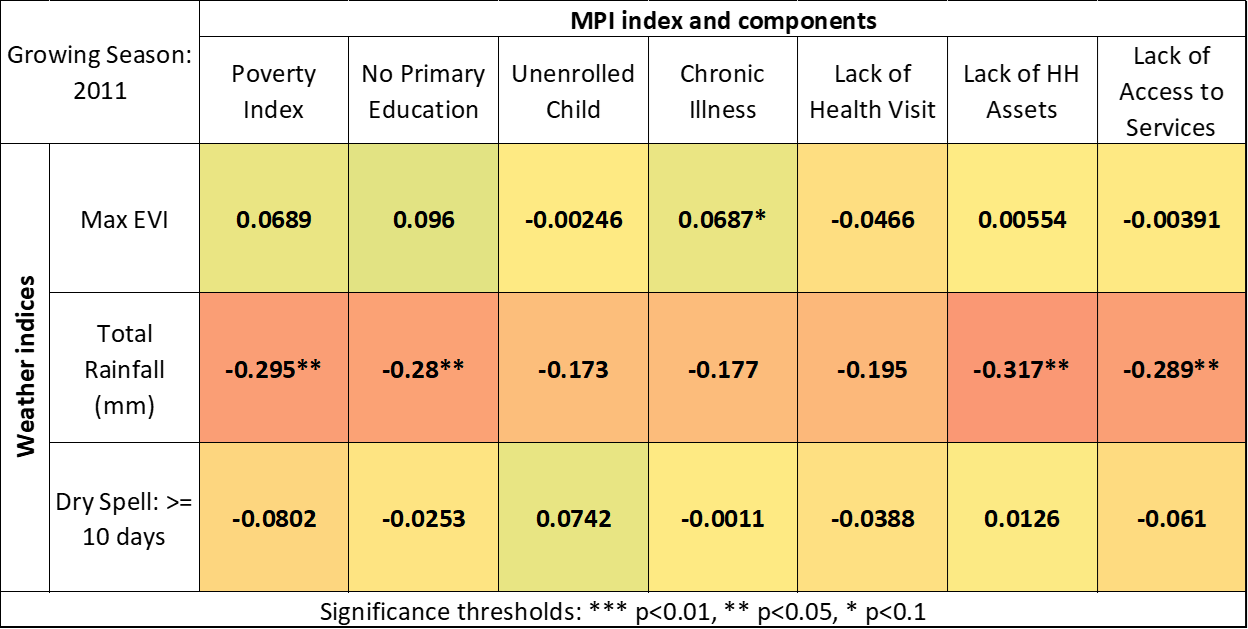 MPI index and components
Growing Season:
2011
Poverty
Index
No Primary
Education
Unenrolled
Child
Chronic
Illness
Lack of
Health Visit
Lack of HH
Assets
Lack of
Access to
Services
Weather indices
Max EVI
0.0689
0.096
-0.00246
0.0687*
-0.0466
0.00554
-0.00391
Total
Rainfall
(mm)
-0.295**
-0.28**
-0.173
-0.177
-0.195
-0.317**
-0.289**
Dry Spell: >=
10 days
-0.0802
-0.0253
0.0742
-0.0011
-0.0388
0.0126
-0.061
Significance thresholds: *** p<0.01, ** p<0.05, * p<0.1